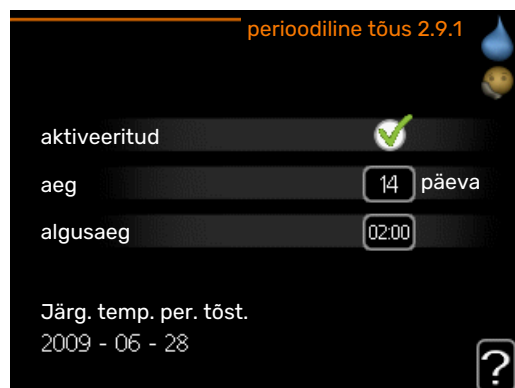 perioodiline tõus 2.9.1
aktiveeritud
aeg 14 päeva
algusaeg 02:00
Järg. temp. per. tõst.
2009 - 06 - 28
?